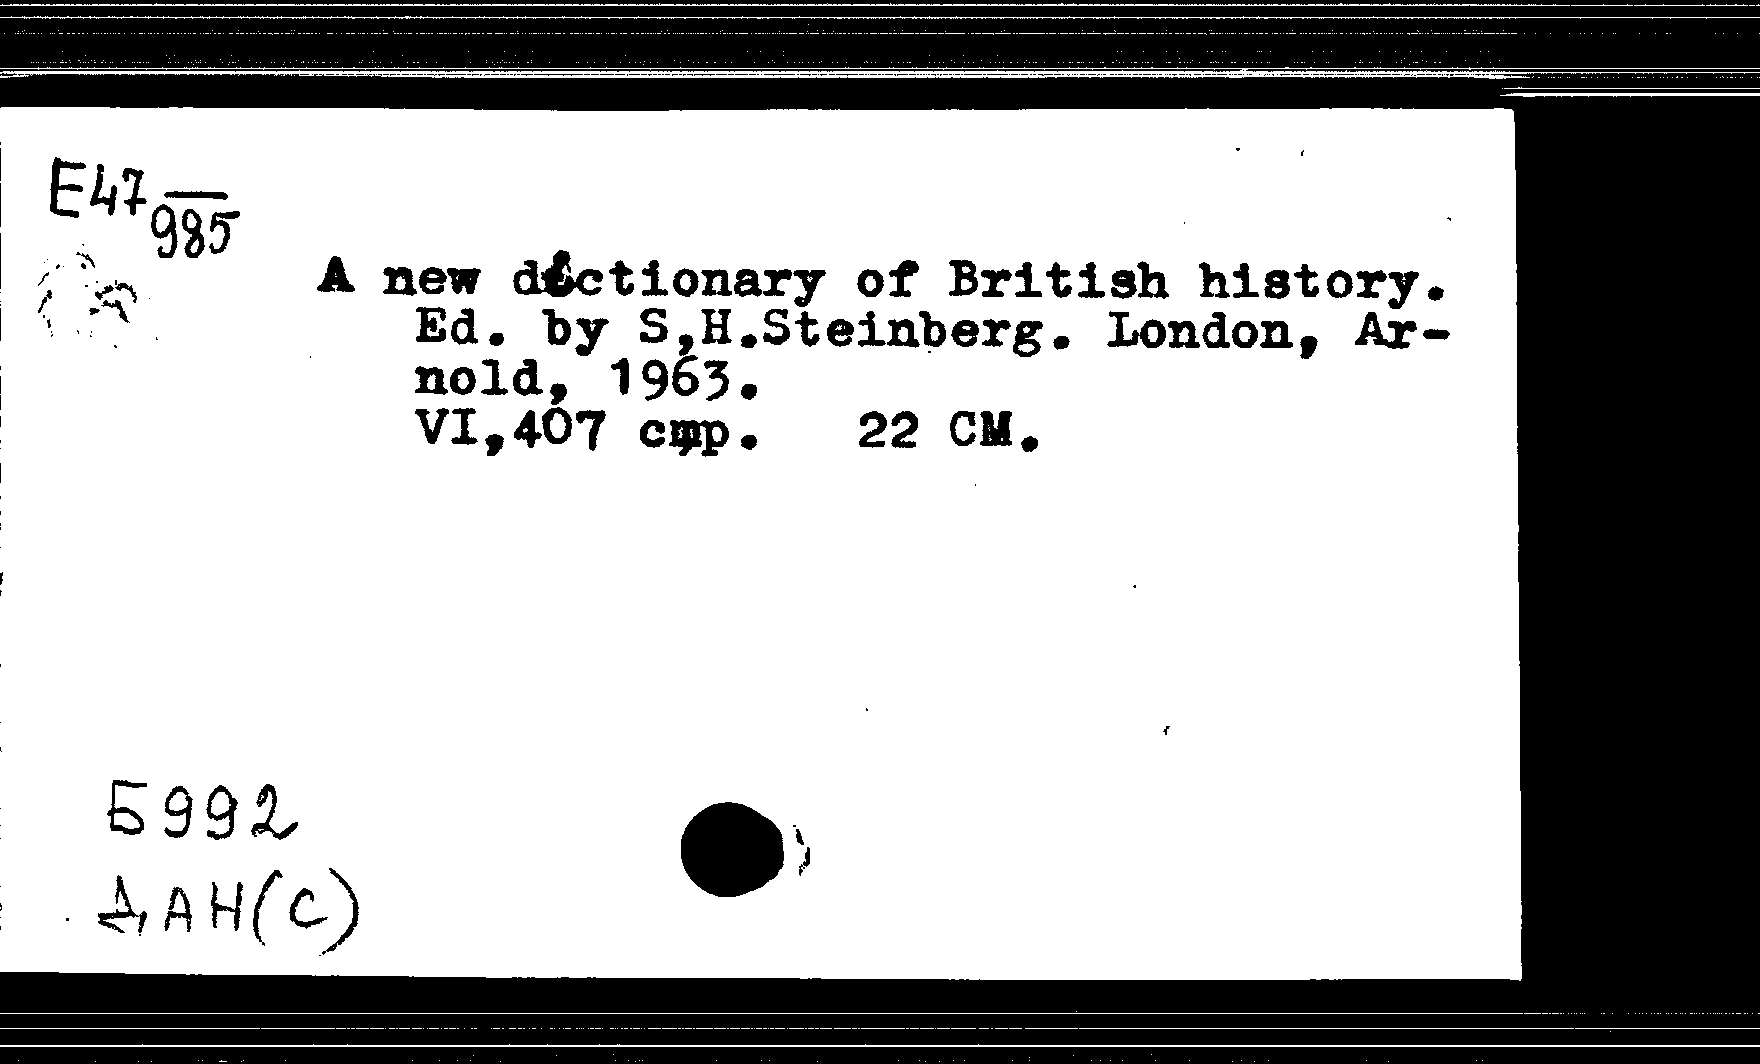 E47 985
A new dictionary of British history.
Ed. by S,H.Steinberg. London, Ar-
nold, 1963.
VI,407 стр. 22 CM.
Б992
ДАН(С)